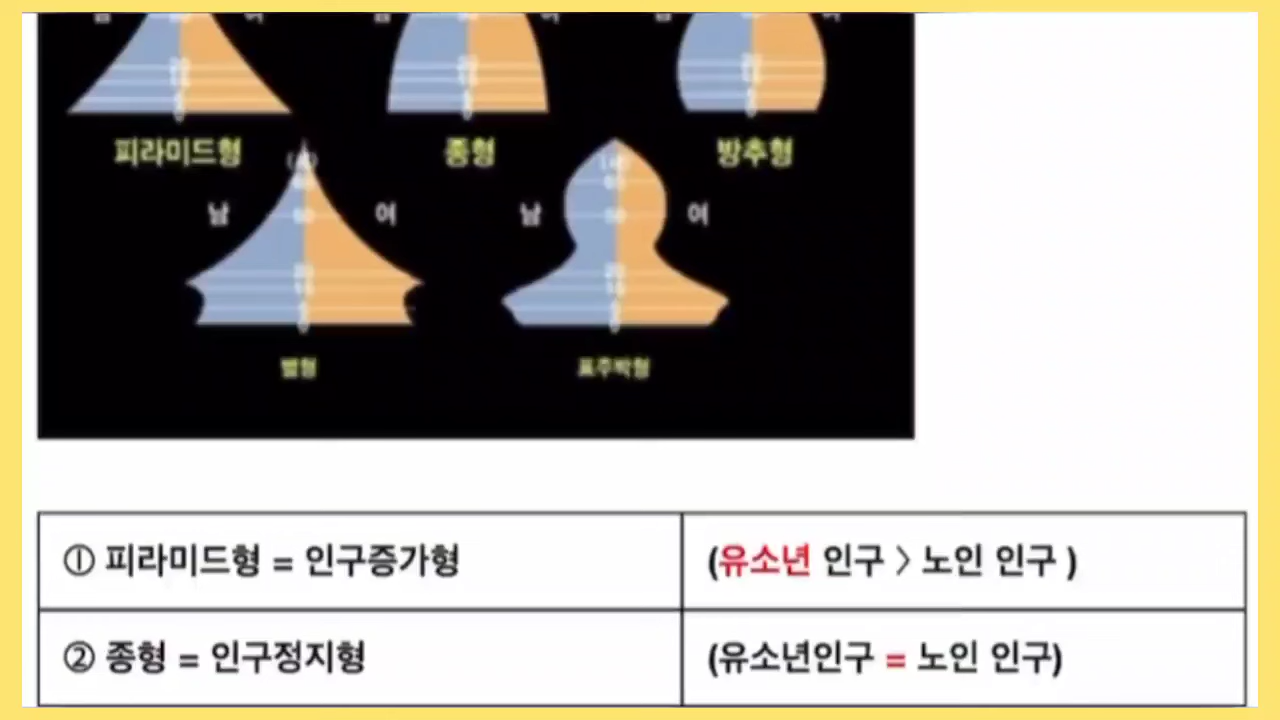 피라미드형
종형
방추형
남
여
남
여
별형
표주박형
① 피라미드형 = 인구증가형
(유소년 인구 〉 노인 인구 )
② 종형 = 인구정지형
(유소년인구 = 노인 인구)